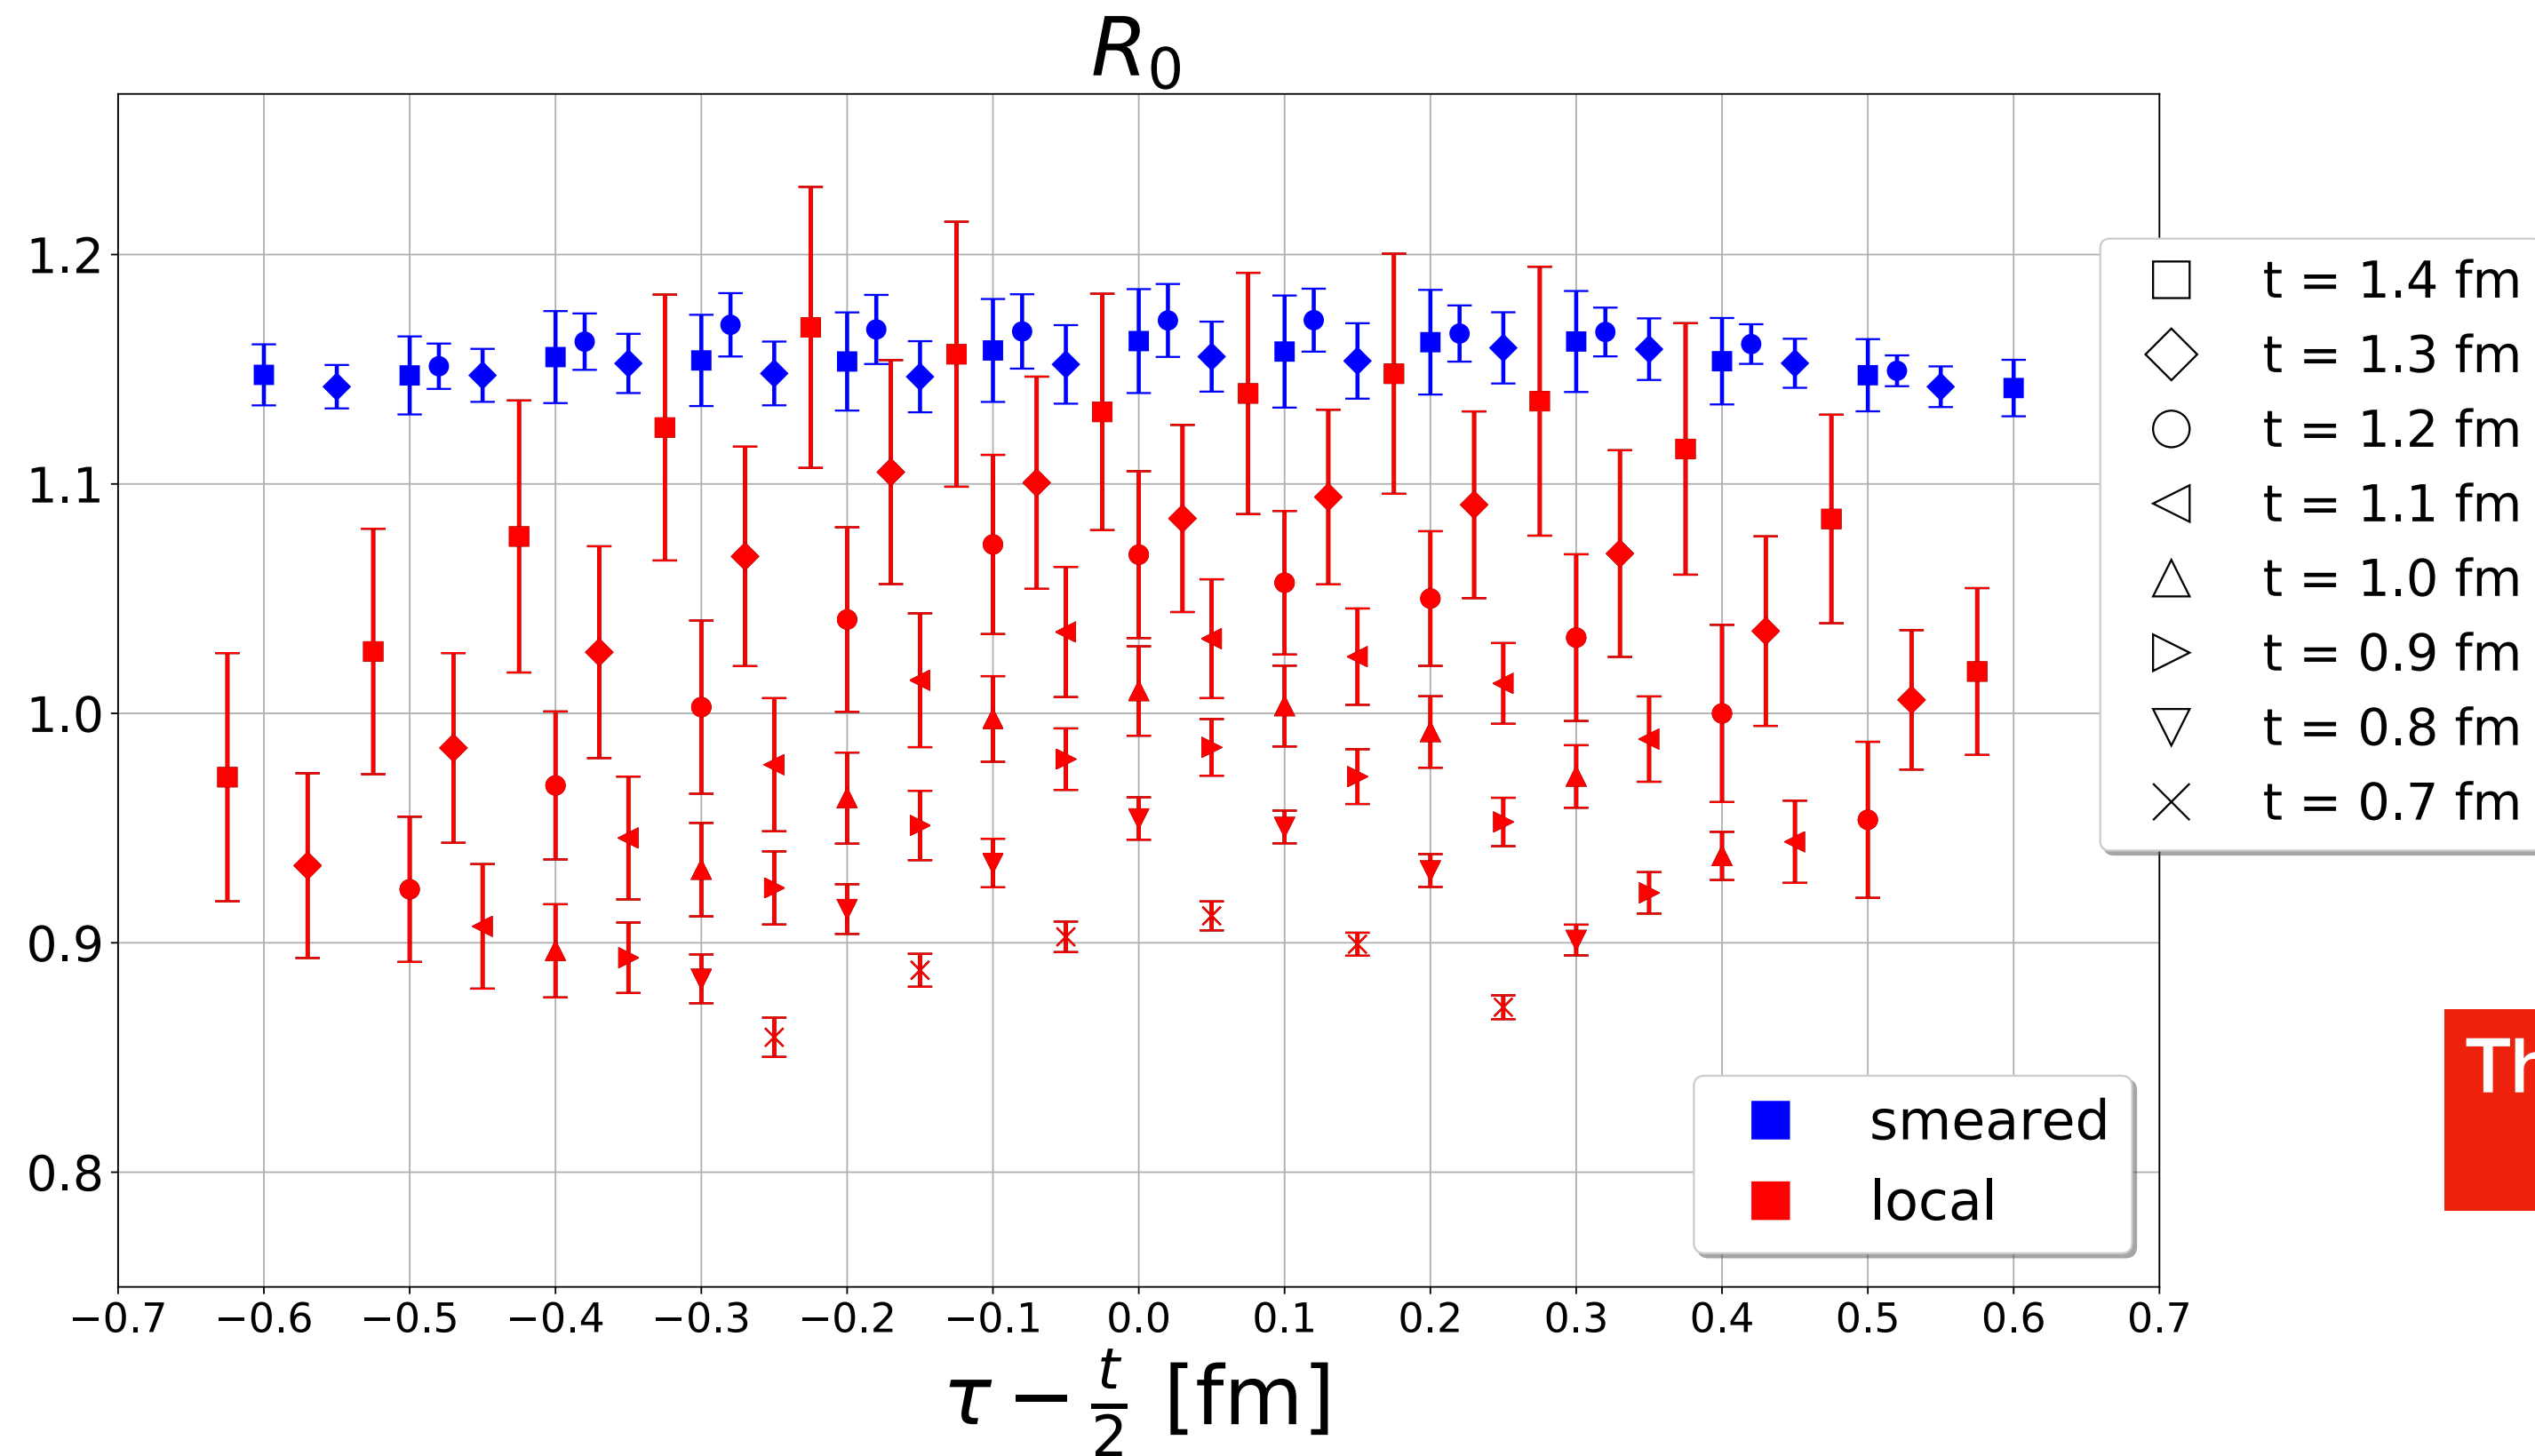 R₀
1.2
1.1
1.0
0.9
0.8
−0.7 −0.6 −0.5 −0.4 −0.3 −0.2 −0.1 0.0 0.1 0.2 0.3 0.4 0.5 0.6 0.7
τ − t/2 [fm]
t = 1.4 fm
t = 1.3 fm
t = 1.2 fm
t = 1.1 fm
t = 1.0 fm
t = 0.9 fm
t = 0.8 fm
t = 0.7 fm
smeared
local